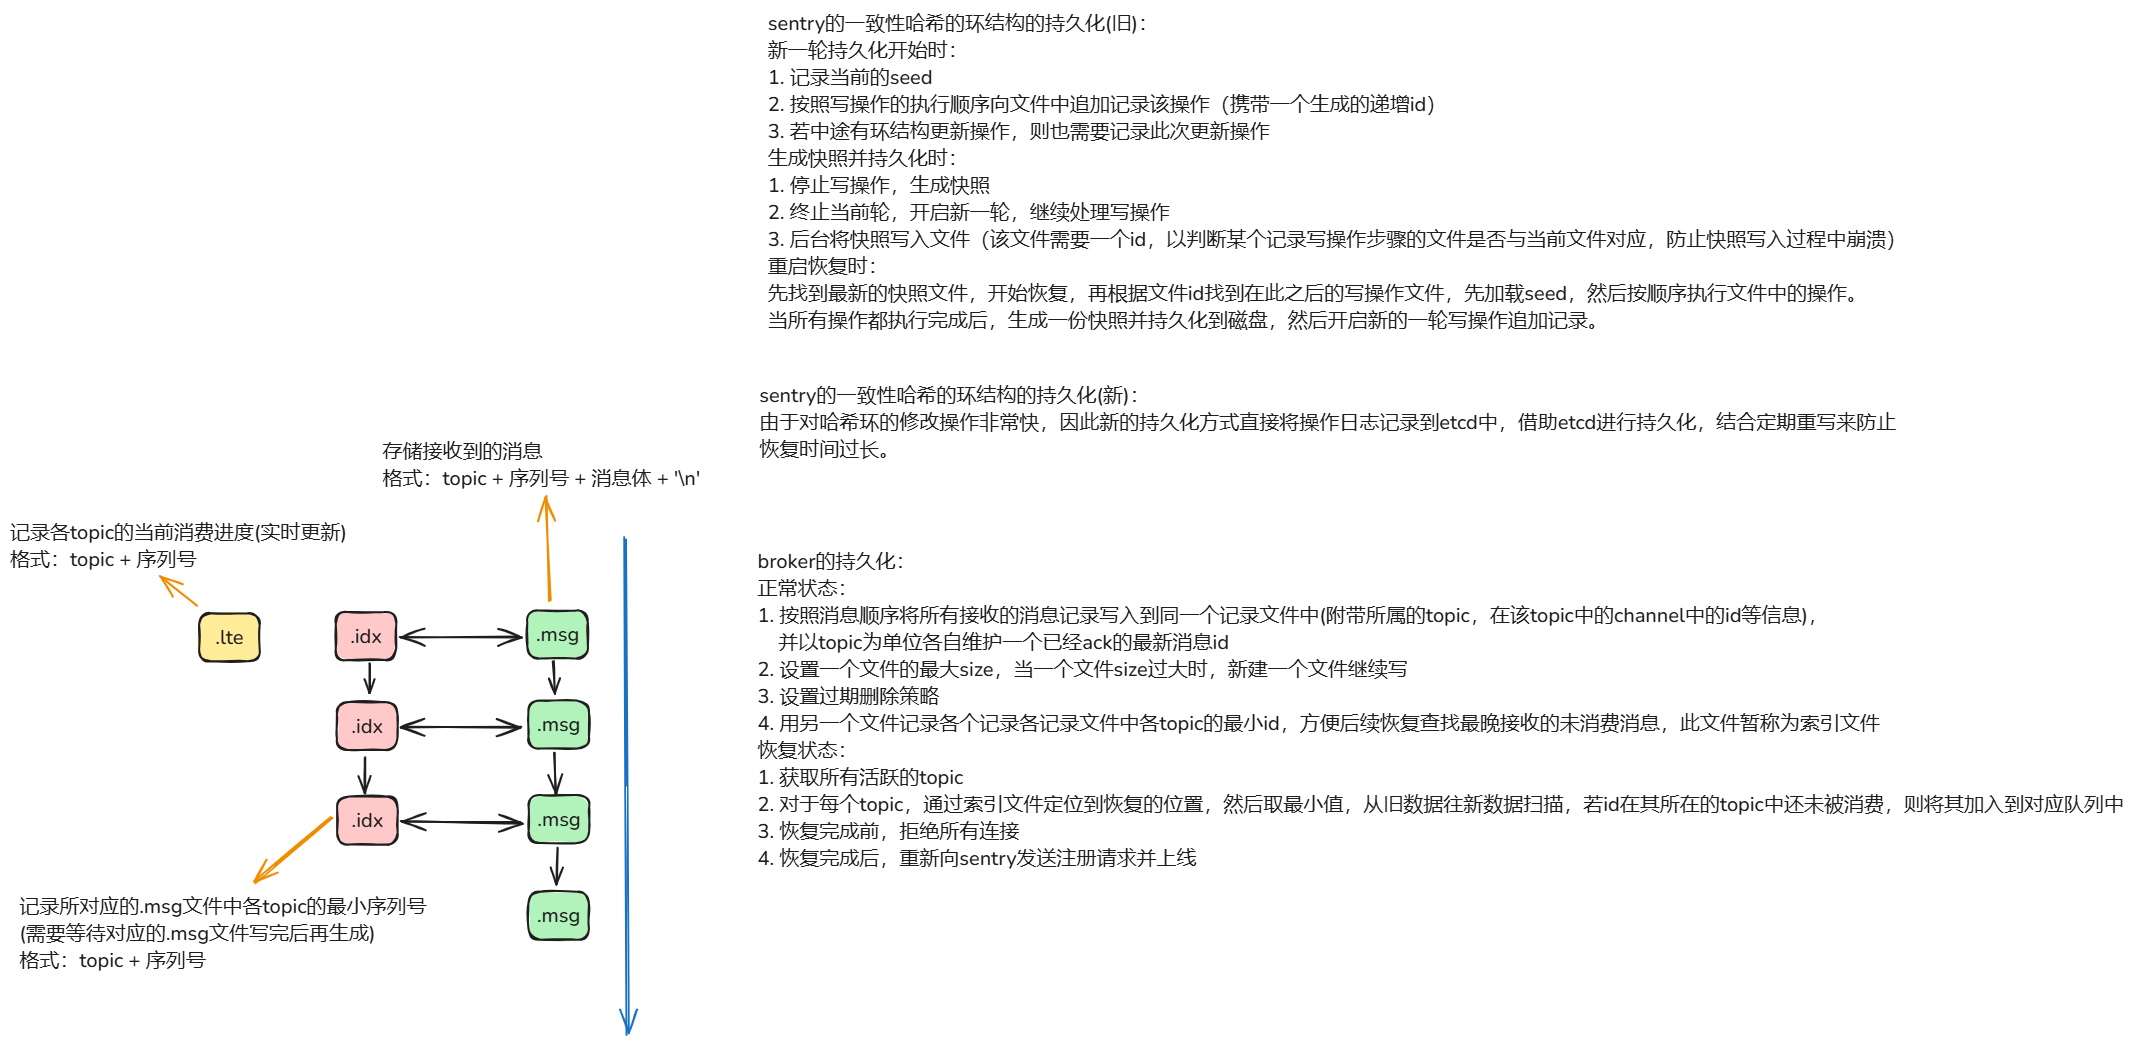 sentry的一致性哈希的环结构的持久化(旧)：
新一轮持久化开始时：
1. 记录当前的seed
2. 按照写操作的执行顺序向文件中追加记录该操作（携带一个生成的递增id）
3. 若中途有环结构更新操作，则也需要记录此次更新操作
生成快照并持久化时：
1. 停止写操作，生成快照
2. 终止当前轮，开启新一轮，继续处理写操作
3. 后台将快照写入文件（该文件需要一个id，以判断某个记录写操作步骤的文件是否与当前文件对应，防止快照写入过程中崩溃）
重启恢复时：
先找到最新的快照文件，开始恢复，再根据文件id找到在此之后的写操作文件，先加载seed，然后按顺序执行文件中的操作。
当所有操作都执行完成后，生成一份快照并持久化到磁盘，然后开启新的一轮写操作追加记录。
sentry的一致性哈希的环结构的持久化(新)：
由于对哈希环的修改操作非常快，因此新的持久化方式直接将操作日志记录到etcd中，借助etcd进行持久化，结合定期重写来防止
恢复时间过长。
存储接收到的消息
格式：topic + 序列号 + 消息体 + '\n'
记录各topic的当前消费进度(实时更新)
格式：topic + 序列号
.lte
.idx
.msg
.idx
.msg
.idx
.msg
.msg
记录所对应的.msg文件中各topic的最小序列号
(需要等待对应的.msg文件写完后再生成)
格式：topic + 序列号
broker的持久化：
正常状态：
1. 按照消息顺序将所有接收的消息记录写入到同一个记录文件中(附带所属的topic，在该topic中的channel中的id等信息)，
并以topic为单位各自维护一个已经ack的最新消息id
2. 设置一个文件的最大size，当一个文件size过大时，新建一个文件继续写
3. 设置过期删除策略
4. 用另一个文件记录各个记录各记录文件中各topic的最小id，方便后续恢复查找最晚接收的未消费消息，此文件暂称为索引文件
恢复状态：
1. 获取所有活跃的topic
2. 对于每个topic，通过索引文件定位到恢复的位置，然后取最小值，从旧数据往新数据扫描，若id在其所在的topic中还未被消费，则将其加入到对应队列中
3. 恢复完成前，拒绝所有连接
4. 恢复完成后，重新向sentry发送注册请求并上线